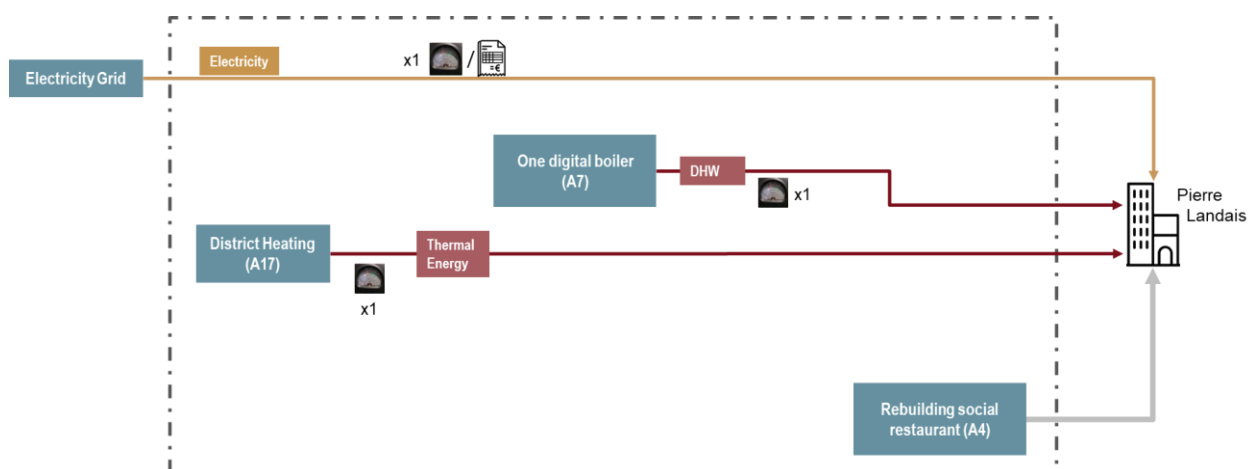 Electricity
x1
/
=€
Electricity Grid
One digital boiler
(A7)
DHW
x1
Pierre
Landais
District Heating
(A17)
Thermal
Energy
x1
Rebuilding social
restaurant (A4)